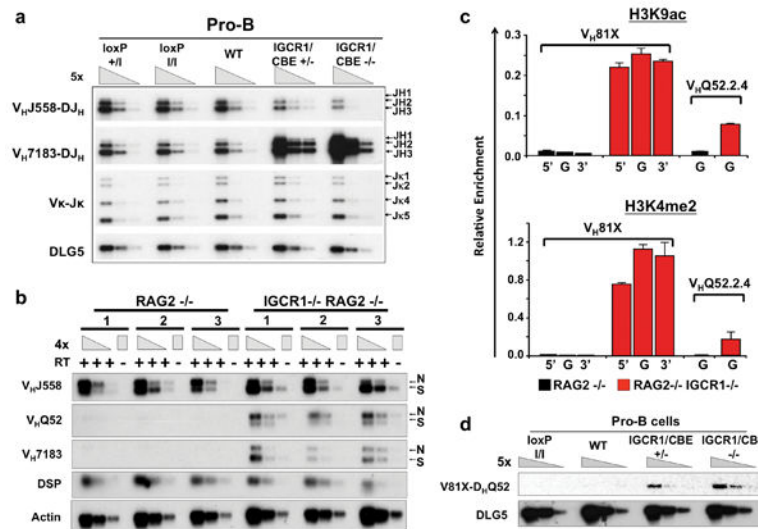 a
Pro-B
loxP +/I
loxP I/I
WT
IGCR1/ CBE +/-
IGCR1/ CBE -/-
5x
VHJ558-DJH
JH1
JH2
JH3
VH7183-DJH
JH1
JH2
JH3
Vκ-Jκ
Jκ1
Jκ2
Jκ4
Jκ5
DLG5
b
RAG2 -/-
IGCR1-/- RAG2 -/-
1 2 3 1 2 3
4x
RT + + + - + + + - + + + - + + + - + + + - + + + -
VHJ558
N
S
VHQ52
N
S
VH7183
N
S
DSP
Actin
c
H3K9ac
VH81X
VHQ52.2.4
0.3
0.2
0.1
0.0
5' G 3' 5' G 3' G G
Relative Enrichment
H3K4me2
VH81X
VHQ52.2.4
1.2
0.8
0.4
0.0
5' G 3' 5' G 3' G G
RAG2 -/- RAG2-/- IGCR1-/-
d
Pro-B cells
loxP I/I
WT
IGCR1/CBE +/-
IGCR1/CB -/-
5x
V81X-DHQ52
DLG5